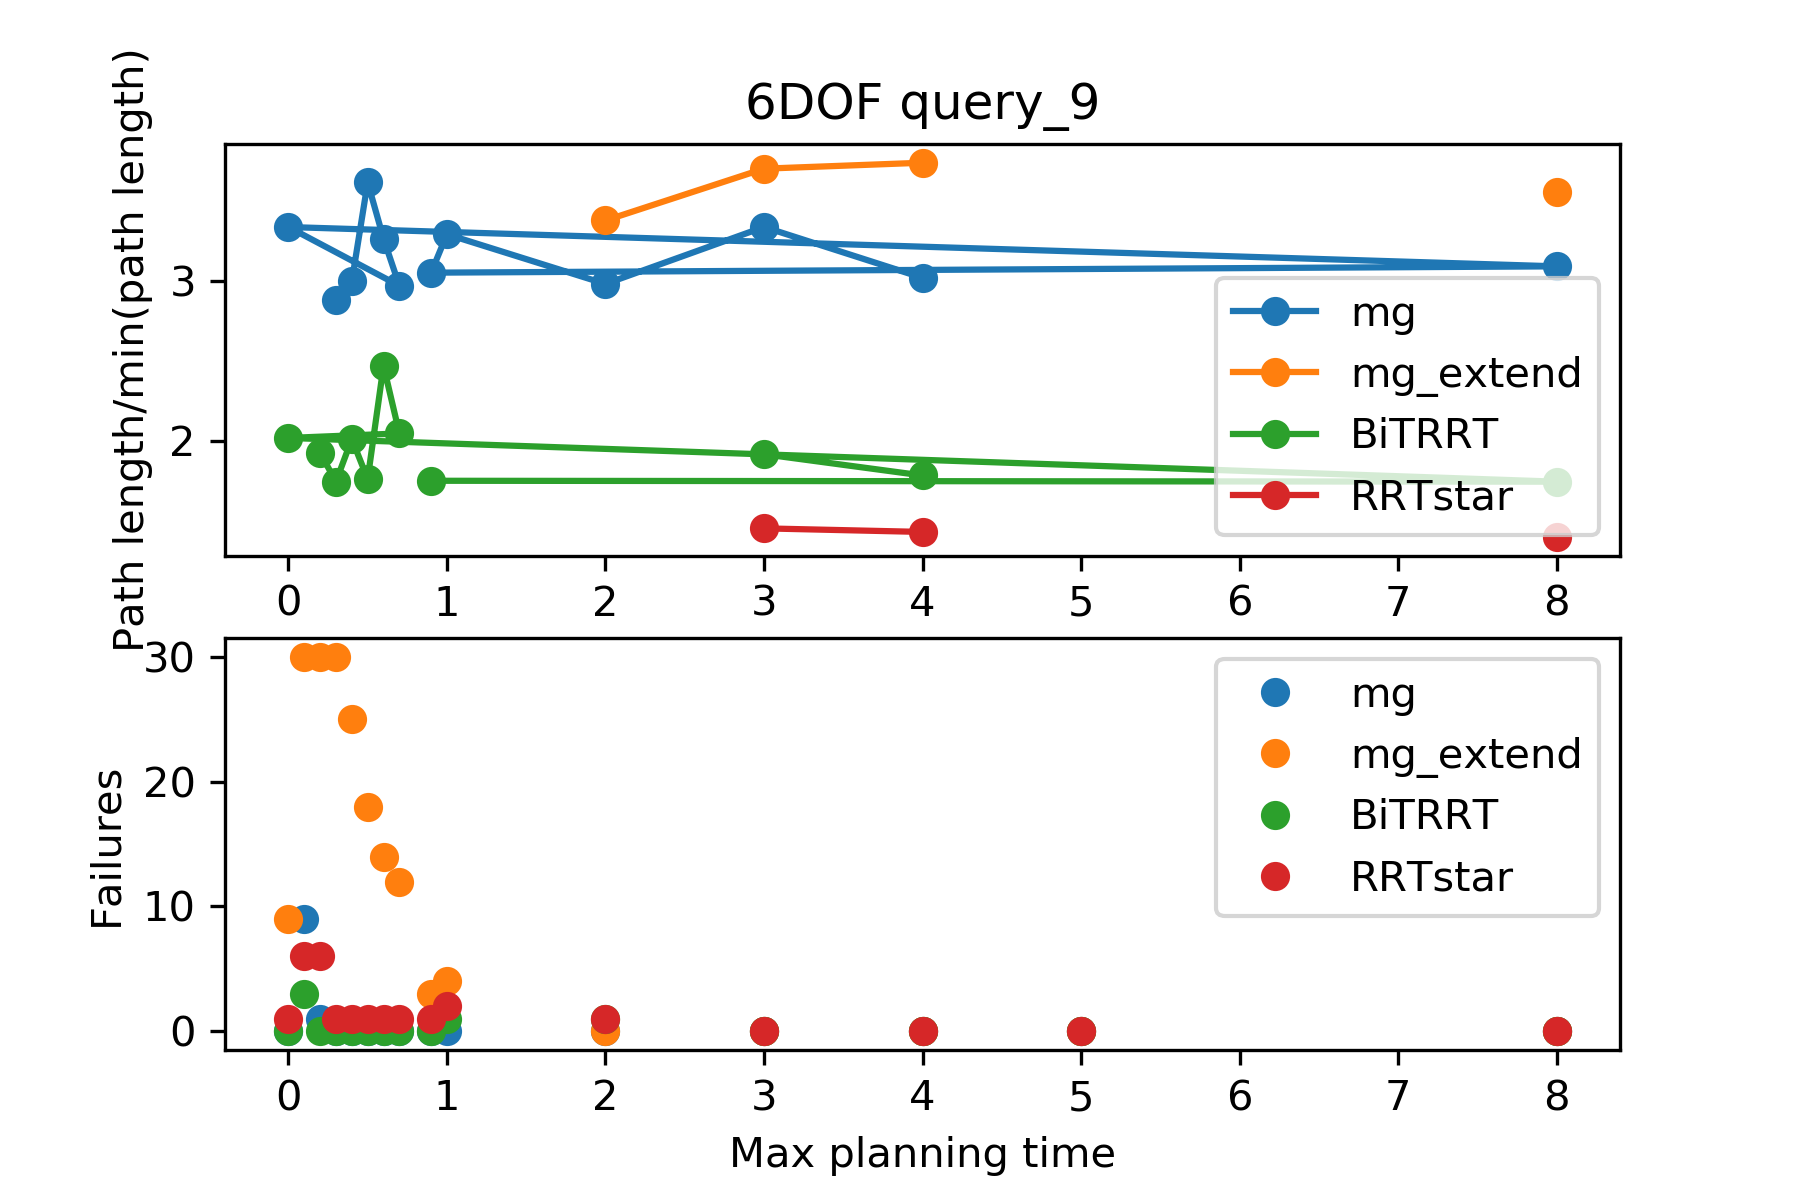 6DOF query_9
Path length/min(path length)
3
2
mg
mg_extend
BiTRRT
RRTstar
0 1 2 3 4 5 6 7 8
Failures
30
20
10
0
mg
mg_extend
BiTRRT
RRTstar
0 1 2 3 4 5 6 7 8
Max planning time